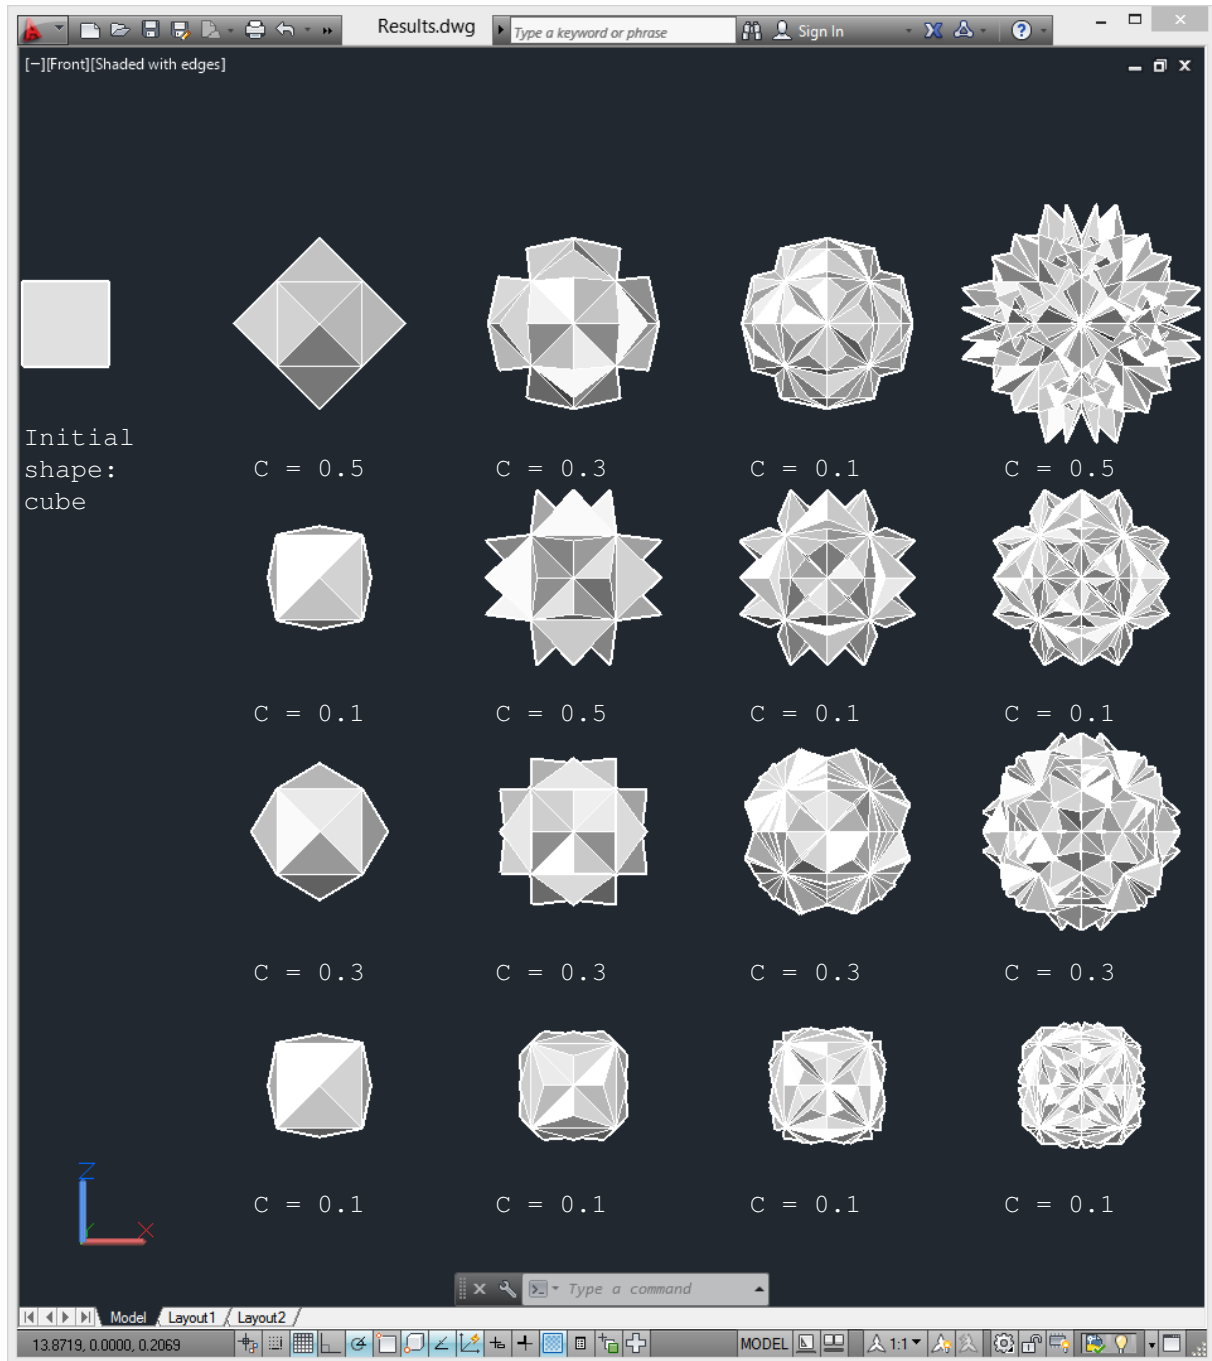 Results.dwg
Type a keyword or phrase
Sign In
[−][Front][Shaded with edges]
Initial
shape:
cube
C = 0.5
C = 0.3
C = 0.1
C = 0.5
C = 0.1
C = 0.5
C = 0.1
C = 0.1
C = 0.3
C = 0.3
C = 0.3
C = 0.3
C = 0.1
C = 0.1
C = 0.1
C = 0.1
Z
X
Type a command
Model
Layout1
Layout2
13.8719, 0.0000, 0.2069
MODEL
1:1